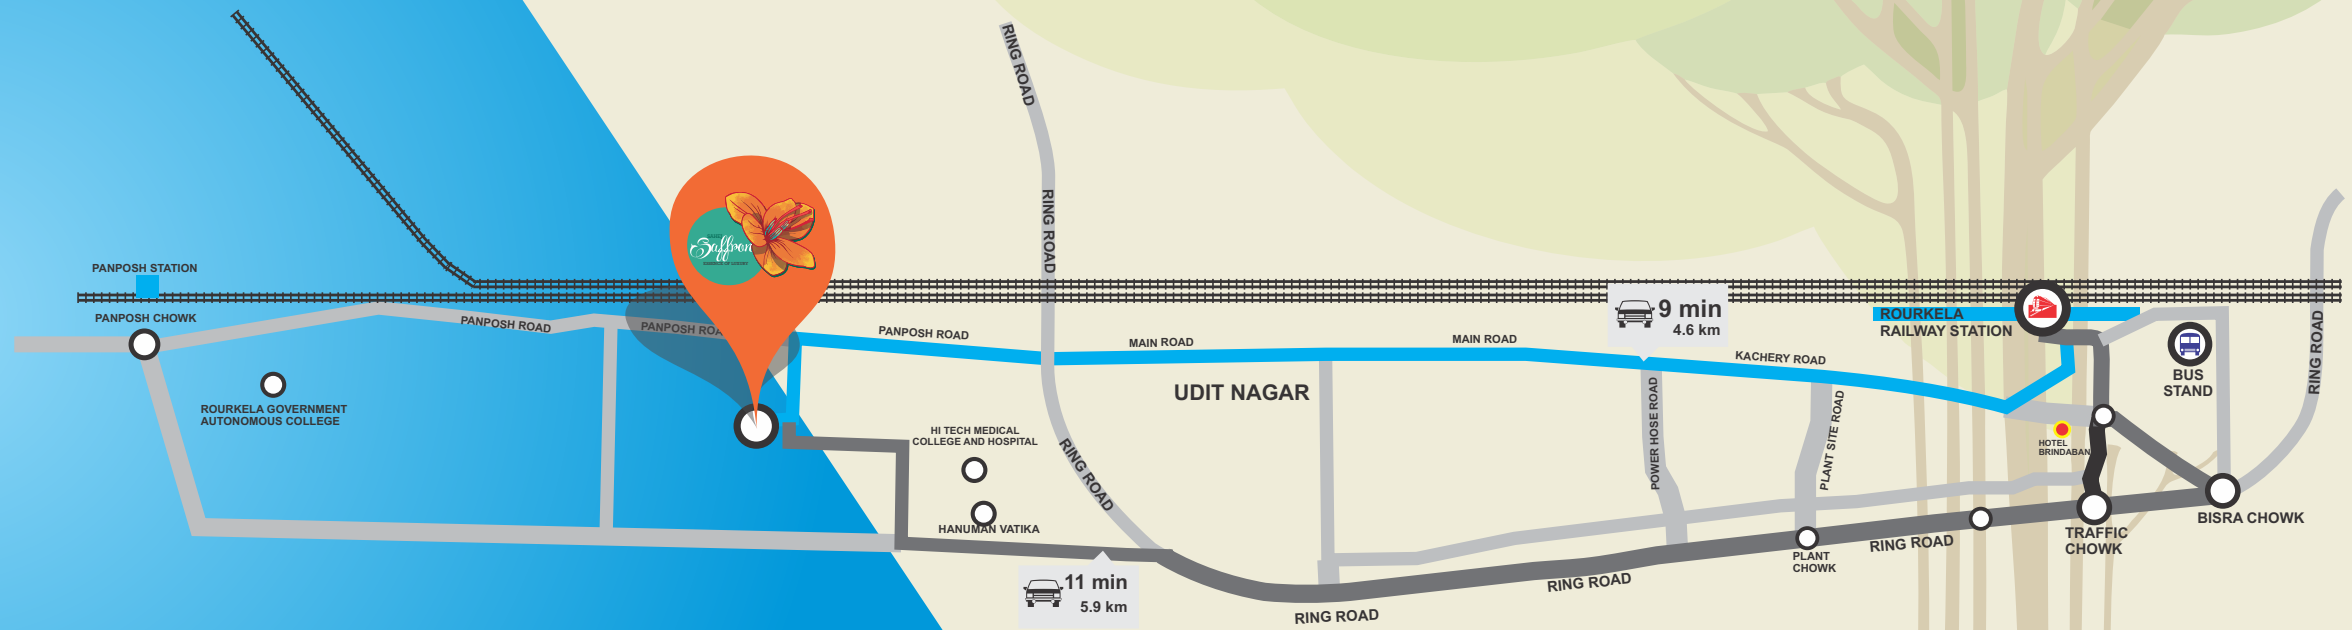 RING ROAD
RING ROAD
RING ROAD
PANPOSH STATION
PANPOSH CHOWK
PANPOSH ROAD
PANPOSH ROA
Saffron
PANPOSH ROAD
MAIN ROAD
MAIN ROAD
9 min
4.6 km
KACHERY ROAD
ROURKELA
RAILWAY STATION
BUS
STAND
RING ROAD
ROURKELA GOVERNMENT
AUTONOMOUS COLLEGE
UDIT NAGAR
HI TECH MEDICAL
COLLEGE AND HOSPITAL
HANUMAN VATIKA
POWER HOSE ROAD
PLANT SITE ROAD
HOTEL
BRINDABAN
BISRA CHOWK
TRAFFIC
CHOWK
PLANT
CHOWK
RING ROAD
RING ROAD
RING ROAD
11 min
5.9 km